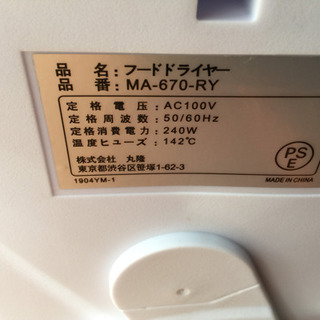 品名：フードドライヤー
品番：MA-670-RY
定格電圧：AC100V
定格周波数：50/60Hz
定格消費電力：240W
温度ヒューズ：142℃
株式会社 丸隆
東京都渋谷区笹塚1-62-3
1904YM-1
PS
E
MADE IN CHINA